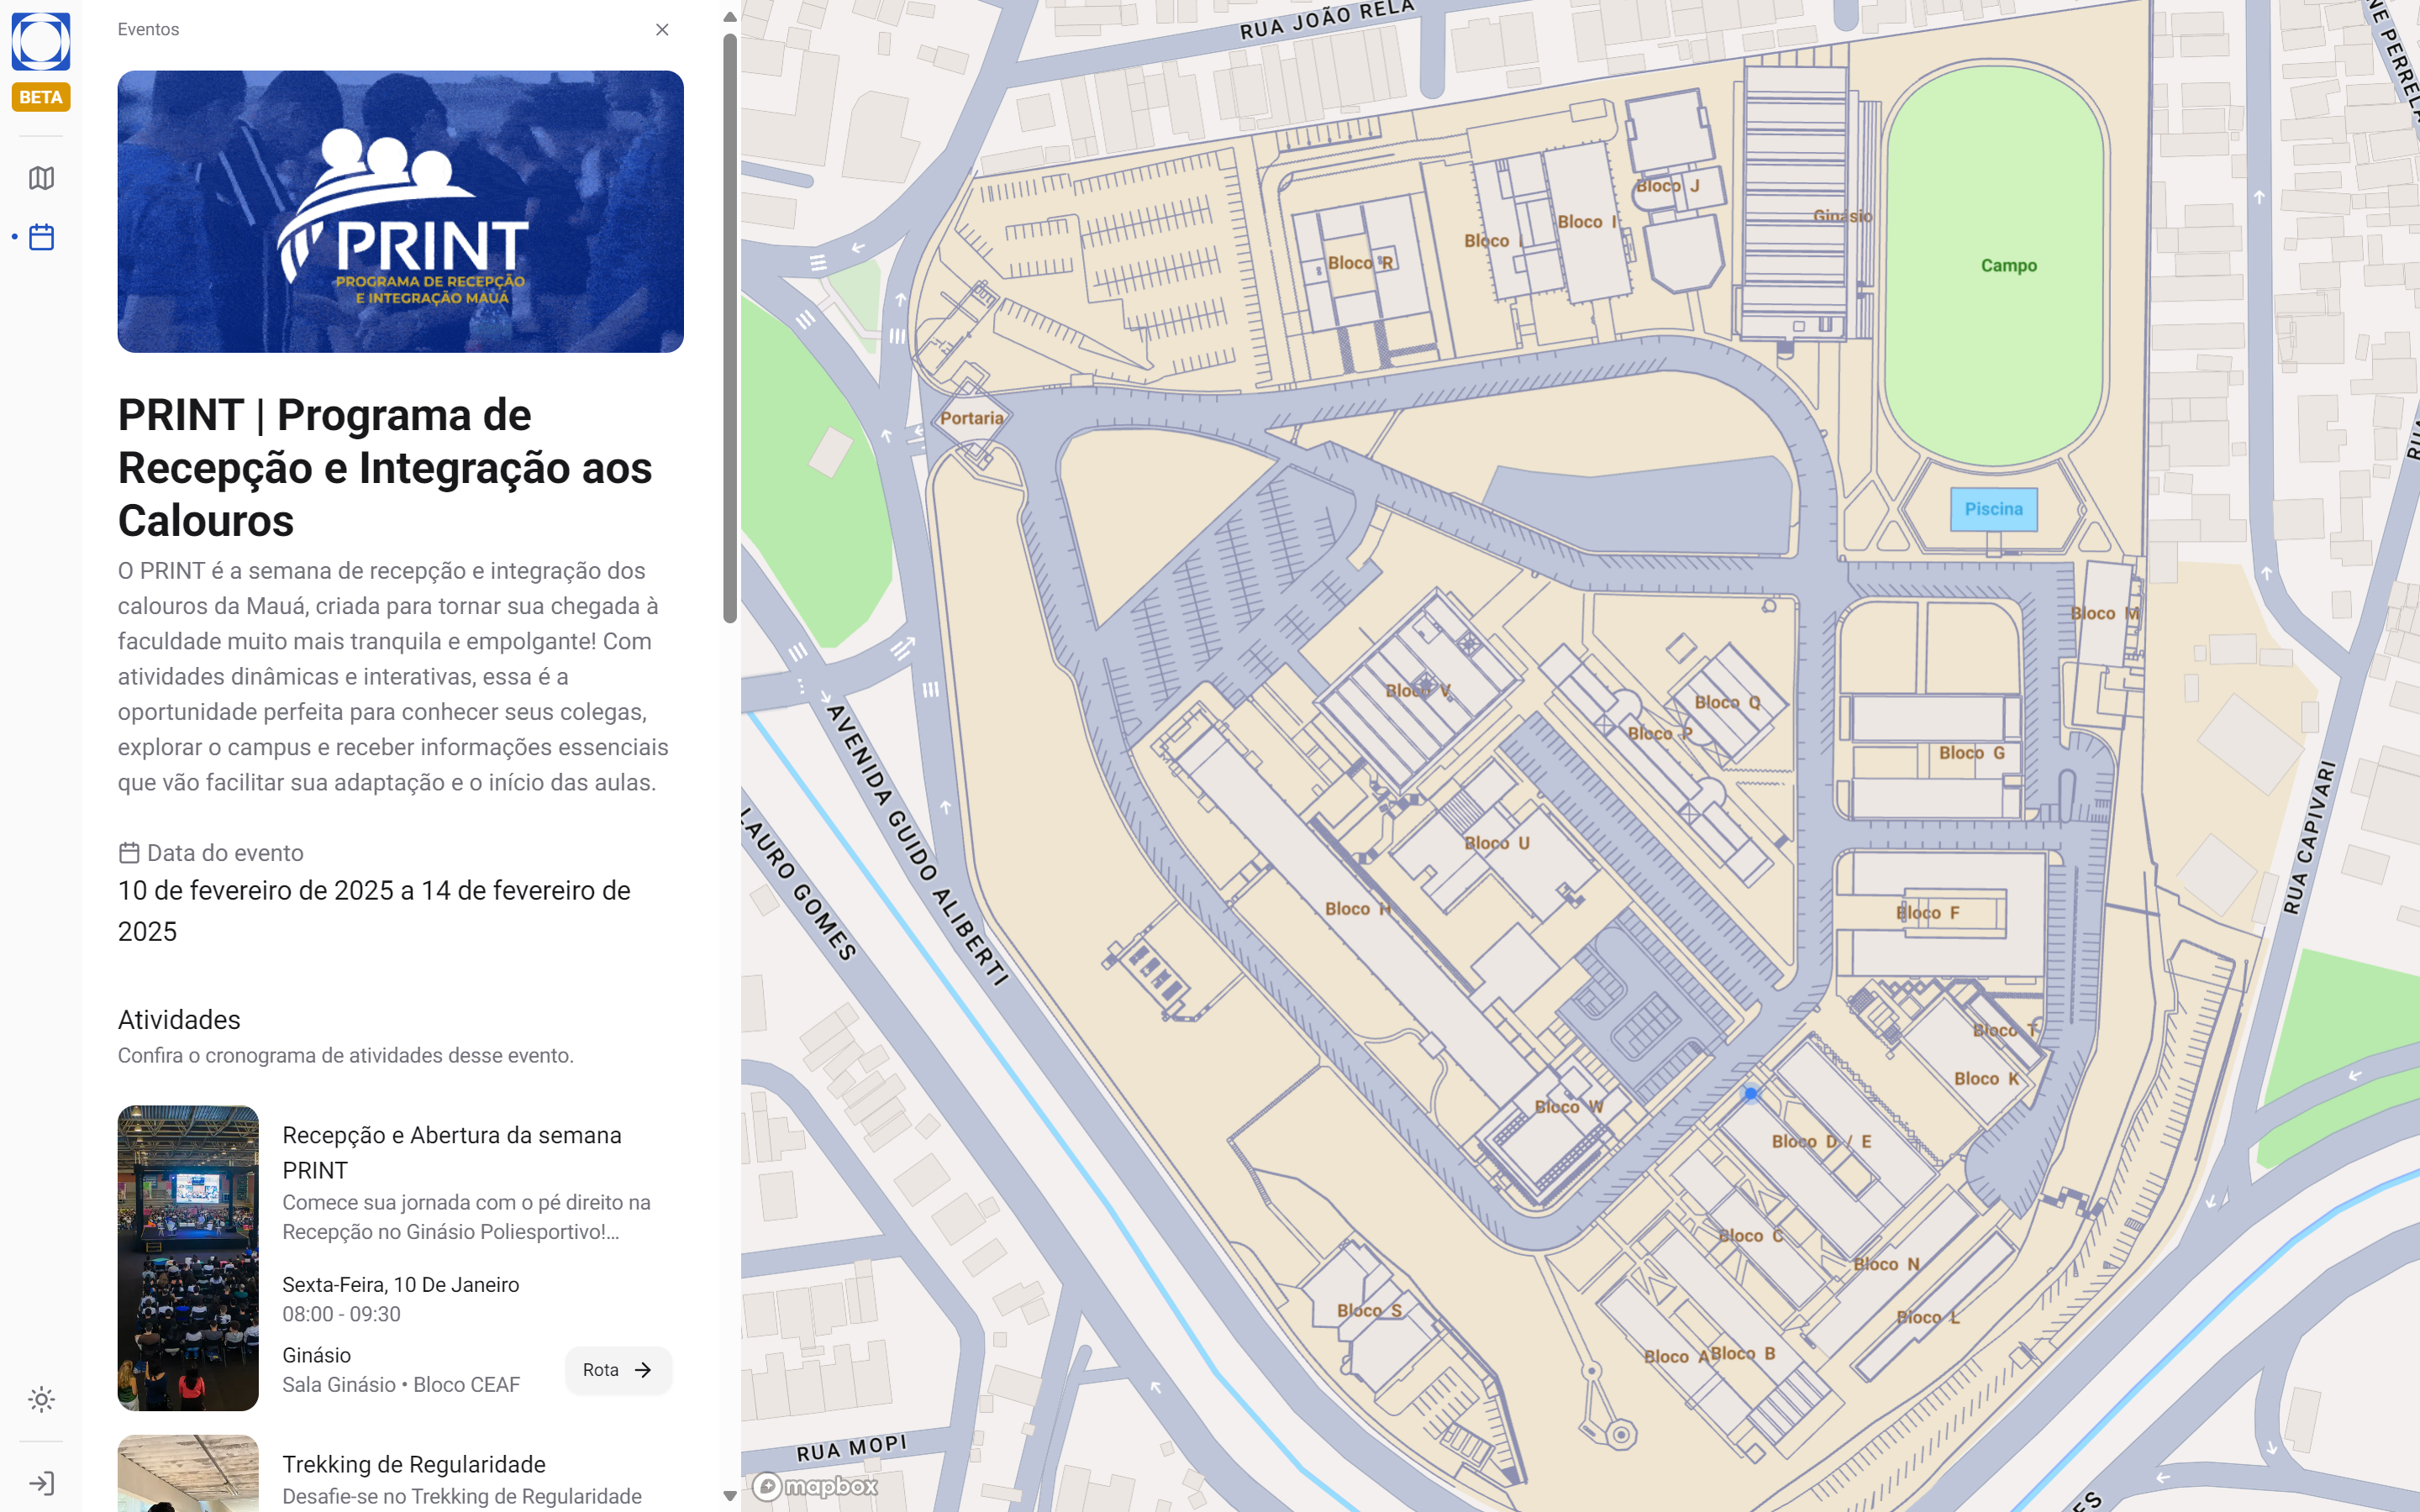 BETA
Eventos
PRINT
PROGRAMA DE RECEPÇÃO
E INTEGRAÇÃO MAUÁ
PRINT | Programa de
Recepção e Integração aos
Calouros
O PRINT é a semana de recepção e integração dos
calouros da Mauá, criada para tornar sua chegada à
faculdade muito mais tranquila e empolgante! Com
atividades dinâmicas e interativas, essa é a
oportunidade perfeita para conhecer seus colegas,
explorar o campus e receber informações essenciais
que vão facilitar sua adaptação e o início das aulas.
Data do evento
10 de fevereiro de 2025 a 14 de fevereiro de
2025
Atividades
Confira o cronograma de atividades desse evento.
Recepção e Abertura da semana
PRINT
Comece sua jornada com o pé direito na
Recepção no Ginásio Poliesportivo!...
Sexta-Feira, 10 De Janeiro
08:00 - 09:30
Ginásio
Sala Ginásio • Bloco CEAF
Rota
Trekking de Regularidade
Desafie-se no Trekking de Regularidade
RUA JOÃO RELA
Bloco J
Bloco I
Bloco
Bloco R
Ginásio
Campo
Portaria
Piscina
Bloco M
Bloco V
Bloco Q
Bloco P
Bloco G
Bloco U
Bloco H
Bloco F
Bloco T
Bloco K
Bloco W
Bloco D / E
Bloco C
Bloco N
Bloco S
Bloco L
Bloco A
Bloco B
AVENIDA GUIDO ALIBERTI
LAURO GOMES
RUA CAPIVARI
RUA MOPI
mapbox